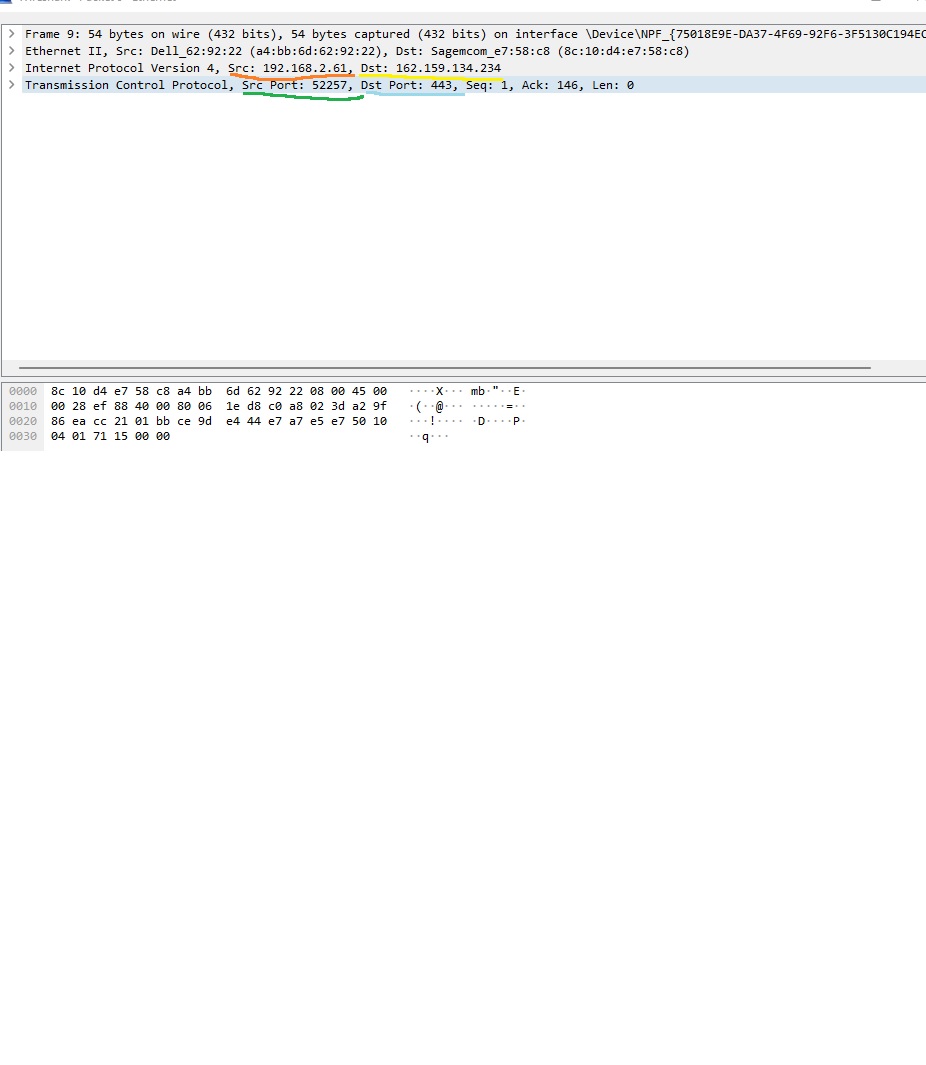 Frame 9: 54 bytes on wire (432 bits), 54 bytes captured (432 bits) on interface \Device\NPF_{75018E9E-DA37-4F69-92F6-3F5130C194EC
Ethernet II, Src: Dell_62:92:22 (a4:bb:6d:62:92:22), Dst: Sagemcom_e7:58:c8 (8c:10:d4:e7:58:c8)
Internet Protocol Version 4, Src: 192.168.2.61, Dst: 162.159.134.234
Transmission Control Protocol, Src Port: 52257, Dst Port: 443, Seq: 1, Ack: 146, Len: 0
0000 8c 10 d4 e7 58 c8 a4 bb 6d 62 92 22 08 00 45 00 ····X··· mb·"··E·
0010 00 28 ef 88 40 00 80 06 1e d8 c0 a8 02 3d a2 9f ·(··@··· ·····=··
0020 86 ea cc 21 01 bb ce 9d e4 44 e7 a7 e5 e7 50 10 ···!···· ·D····P·
0030 04 01 71 15 00 00 ··q···